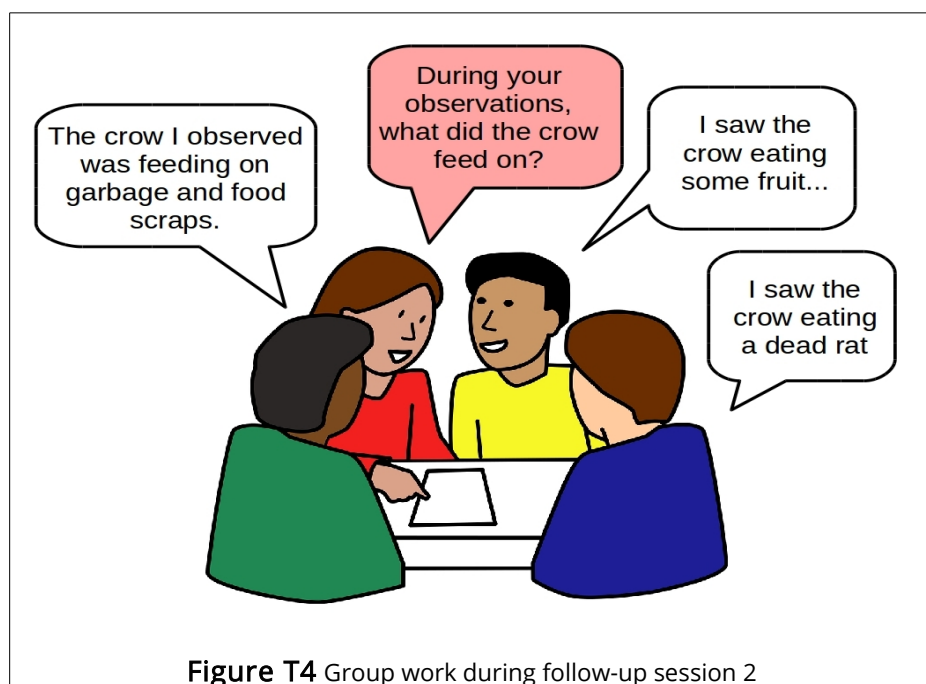 During your
observations,
what did the crow
feed on?
The crow I observed
was feeding on
garbage and food
scraps.
I saw the
crow eating
some fruit...
I saw the
crow eating
a dead rat
Figure T4 Group work during follow-up session 2